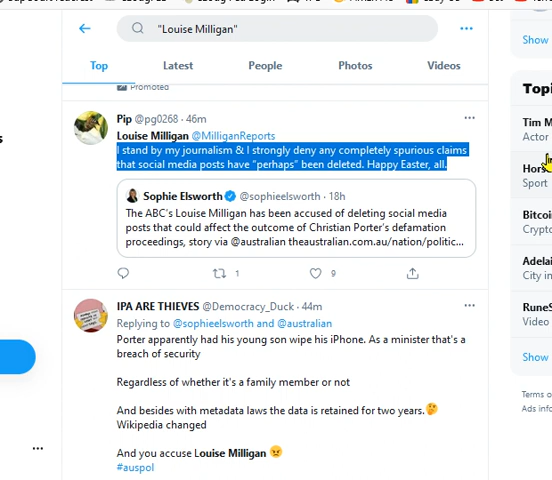 "Louise Milligan"
Show
Top Latest People Photos Videos
Promoted
Pip @pg0268 · 46m
Louise Milligan @MilliganReports
I stand by my journalism & I strongly deny any completely spurious claims
that social media posts have "perhaps" been deleted. Happy Easter, all.
Sophie Elsworth @sophieelsworth · 18h
The ABC's Louise Milligan has been accused of deleting social media
posts that could affect the outcome of Christian Porter's defamation
proceedings, story via @australian theaustralian.com.au/nation/politic...
1 9
IPA ARE THIEVES @Democracy_Duck · 44m
Replying to @sophieelsworth and @australian
Porter apparently had his young son wipe his iPhone. As a minister that's a
breach of security
Regardless of whether it's a family member or not
And besides with metadata laws the data is retained for two years.🤔
Wikipedia changed
And you accuse Louise Milligan 😠
#auspol
Topi
Tim M
Actor
Hors
Sport
Bitcoi
Crypto
Adelai
City in
RuneS
Video
Show
Terms o
Ads info